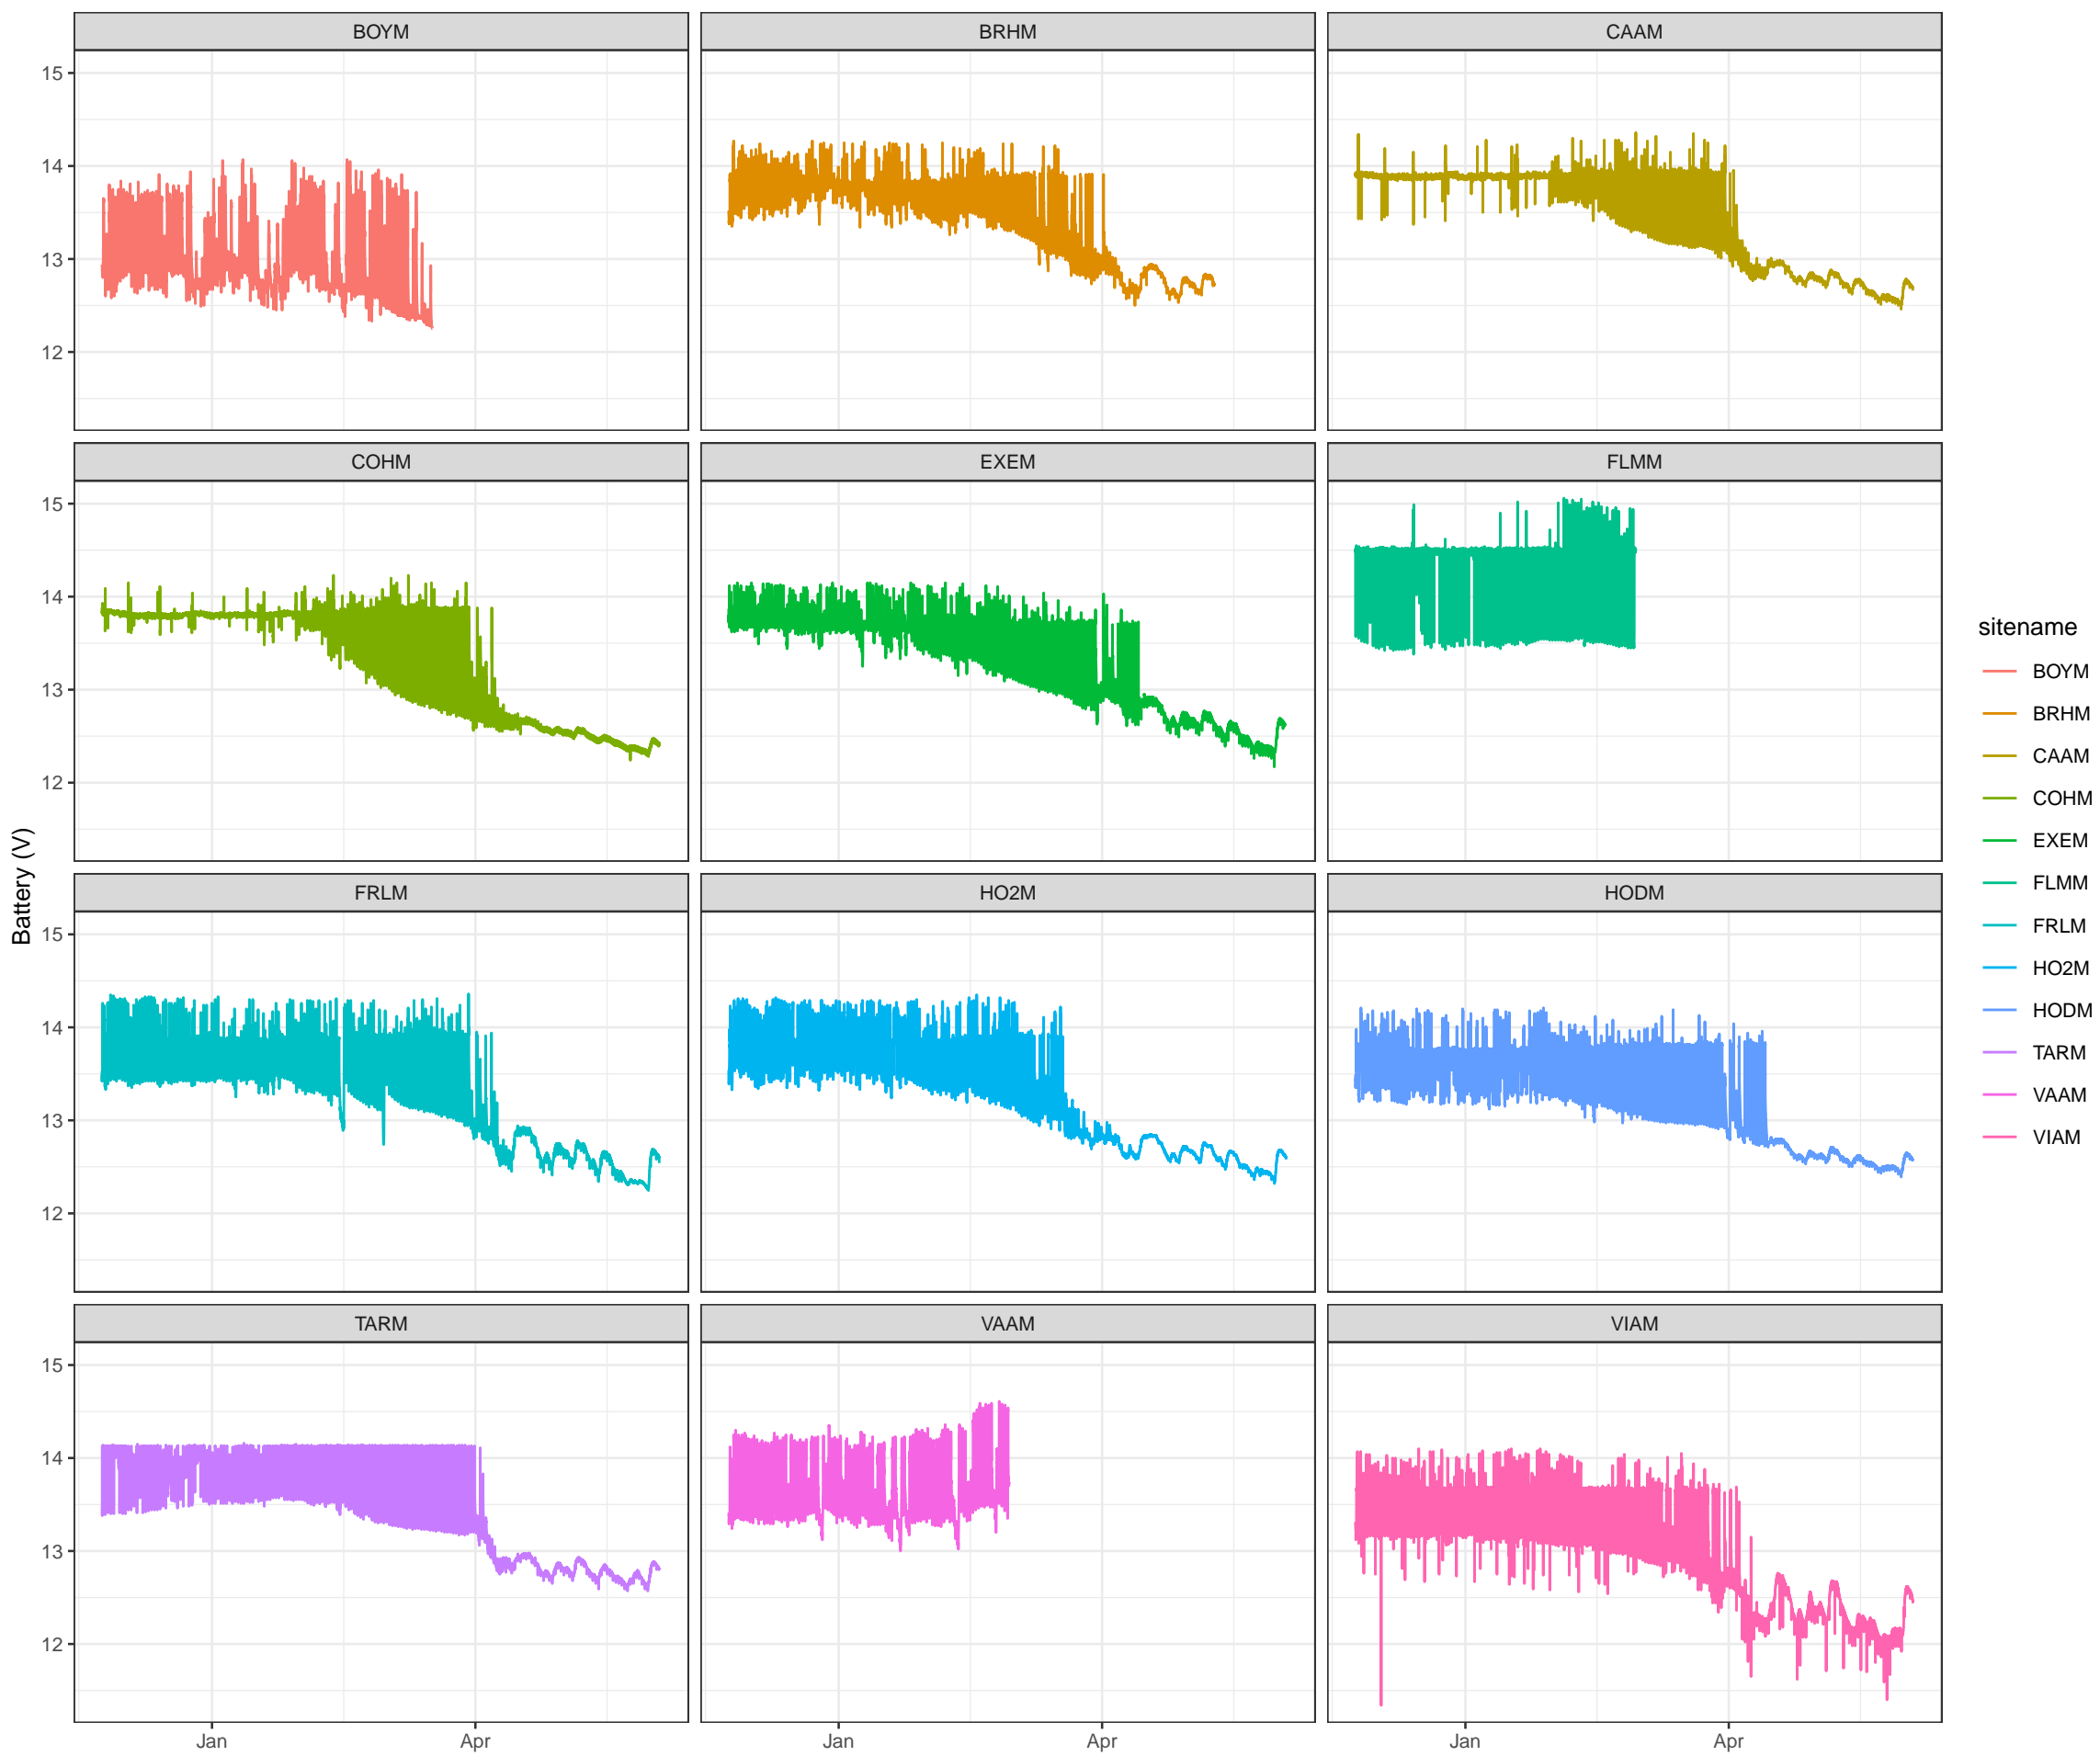 BOYM
BRHM
CAAM
15
14
13
12
COHM
EXEM
FLMM
15
14
13
12
FRLM
HO2M
HODM
15
14
13
12
TARM
VAAM
VIAM
15
14
13
12
Jan
Apr
Jan
Apr
Jan
Apr
Battery (V)
sitename
BOYM
BRHM
CAAM
COHM
EXEM
FLMM
FRLM
HO2M
HODM
TARM
VAAM
VIAM